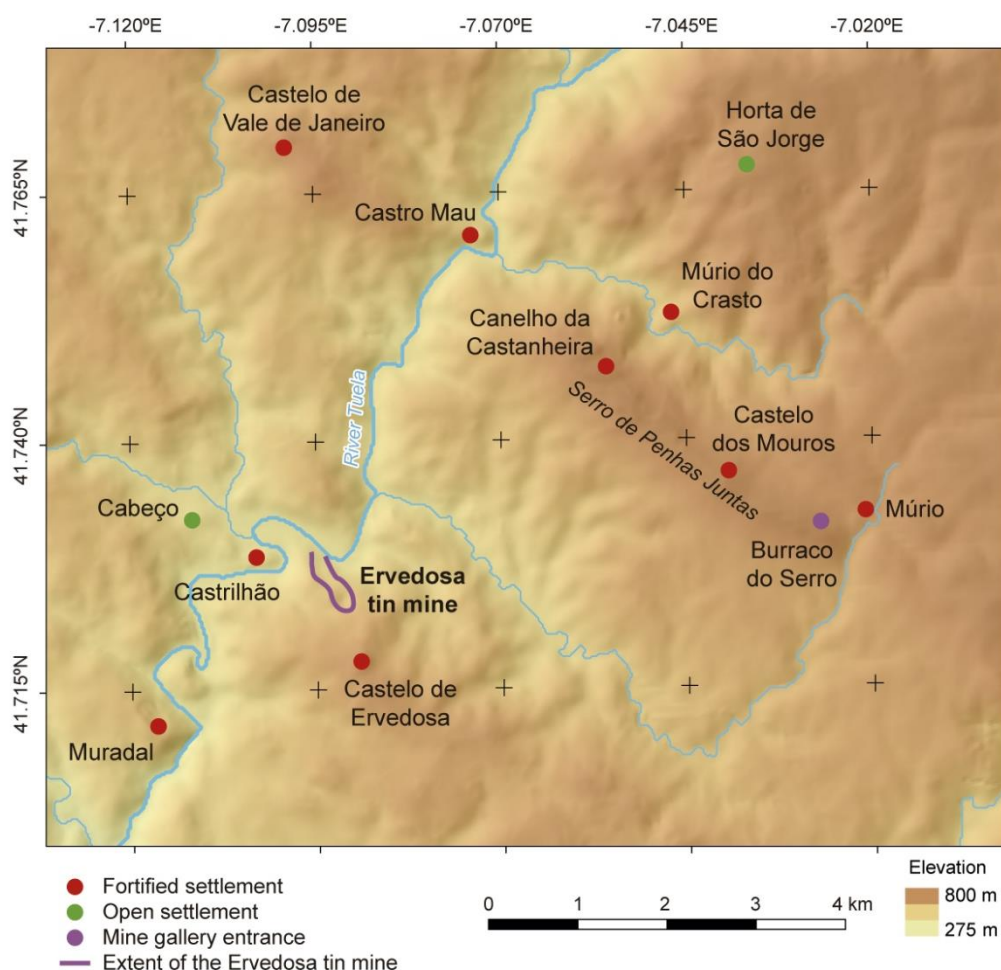 -7.120ºE
-7.095ºE
-7.070ºE
-7.045ºE
-7.020ºE
41.765ºN
41.740ºN
41.715ºN
Castelo de
Vale de Janeiro
Horta de
São Jorge
Castro Mau
Múrio do
Crasto
Canelho da
Castanheira
River Tuela
Serro de Penhas Juntas
Castelo
dos Mouros
Cabeço
Múrio
Burraco
do Serro
Castrilhão
Ervedosa
tin mine
Castelo de
Ervedosa
Muradal
Fortified settlement
Open settlement
Mine gallery entrance
Extent of the Ervedosa tin mine
0 1 2 3 4 km
Elevation
800 m
275 m